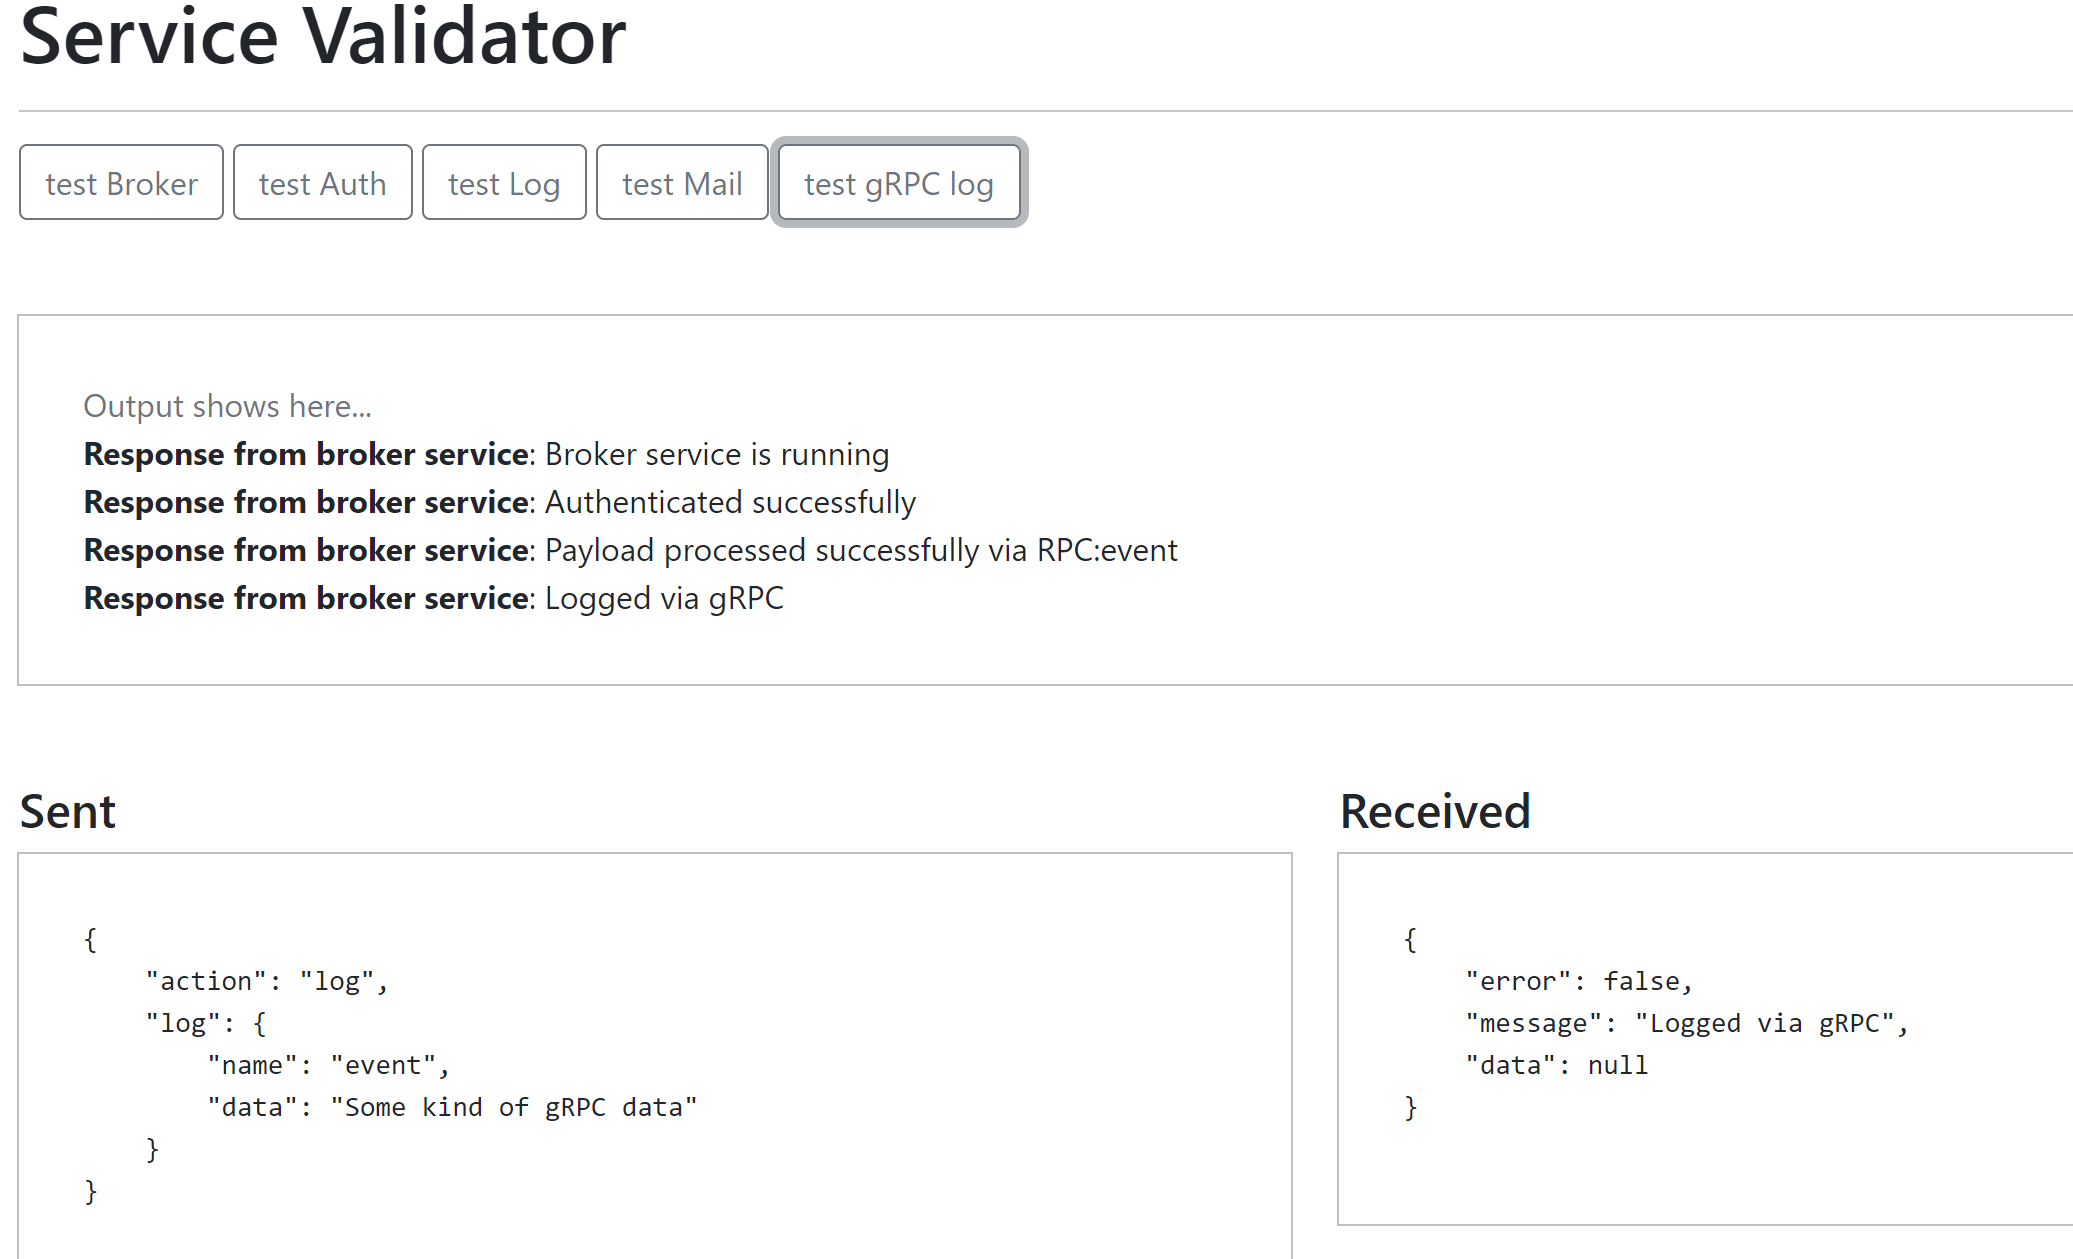 Service Validator
test Broker
test Auth
test Log
test Mail
test gRPC log
Output shows here...
Response from broker service: Broker service is running
Response from broker service: Authenticated successfully
Response from broker service: Payload processed successfully via RPC:event
Response from broker service: Logged via gRPC
Sent
{
    "action": "log",
    "log": {
        "name": "event",
        "data": "Some kind of gRPC data"
    }
}
Received
{
    "error": false,
    "message": "Logged via gRPC",
    "data": null
}